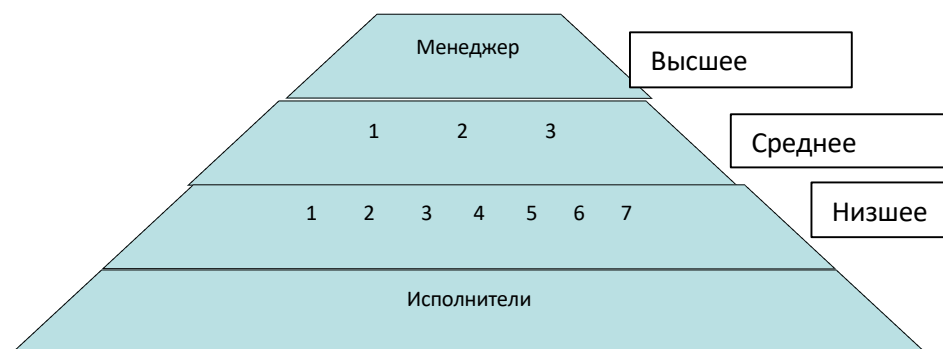 Менеджер
Высшее
1 2 3
Среднее
1 2 3 4 5 6 7
Низшее
Исполнители